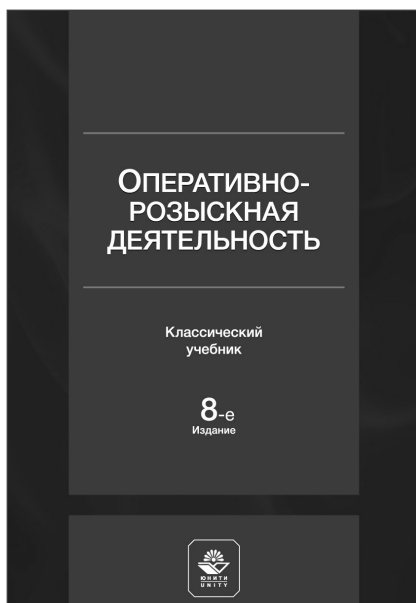 ОПЕРАТИВНО-
РОЗЫСКНАЯ
ДЕЯТЕЛЬНОСТЬ
Классический
учебник
8-е
Издание
ЮНИТИ
UNITY